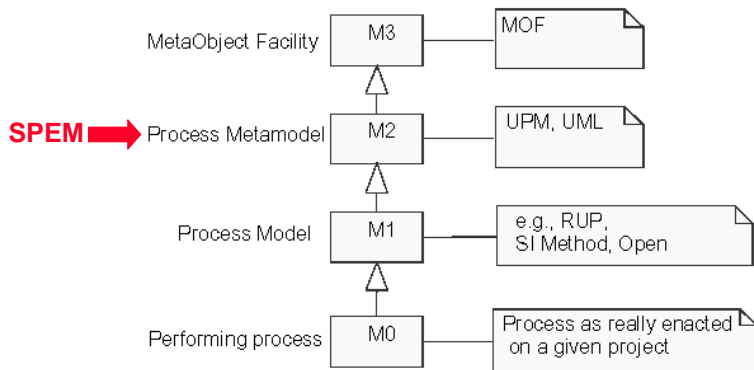 MetaObject Facility
M3
MOF
SPEM
Process Metamodel
M2
UPM, UML
Process Model
M1
e.g., RUP,
SI Method, Open
Performing process
M0
Process as really enacted
on a given project